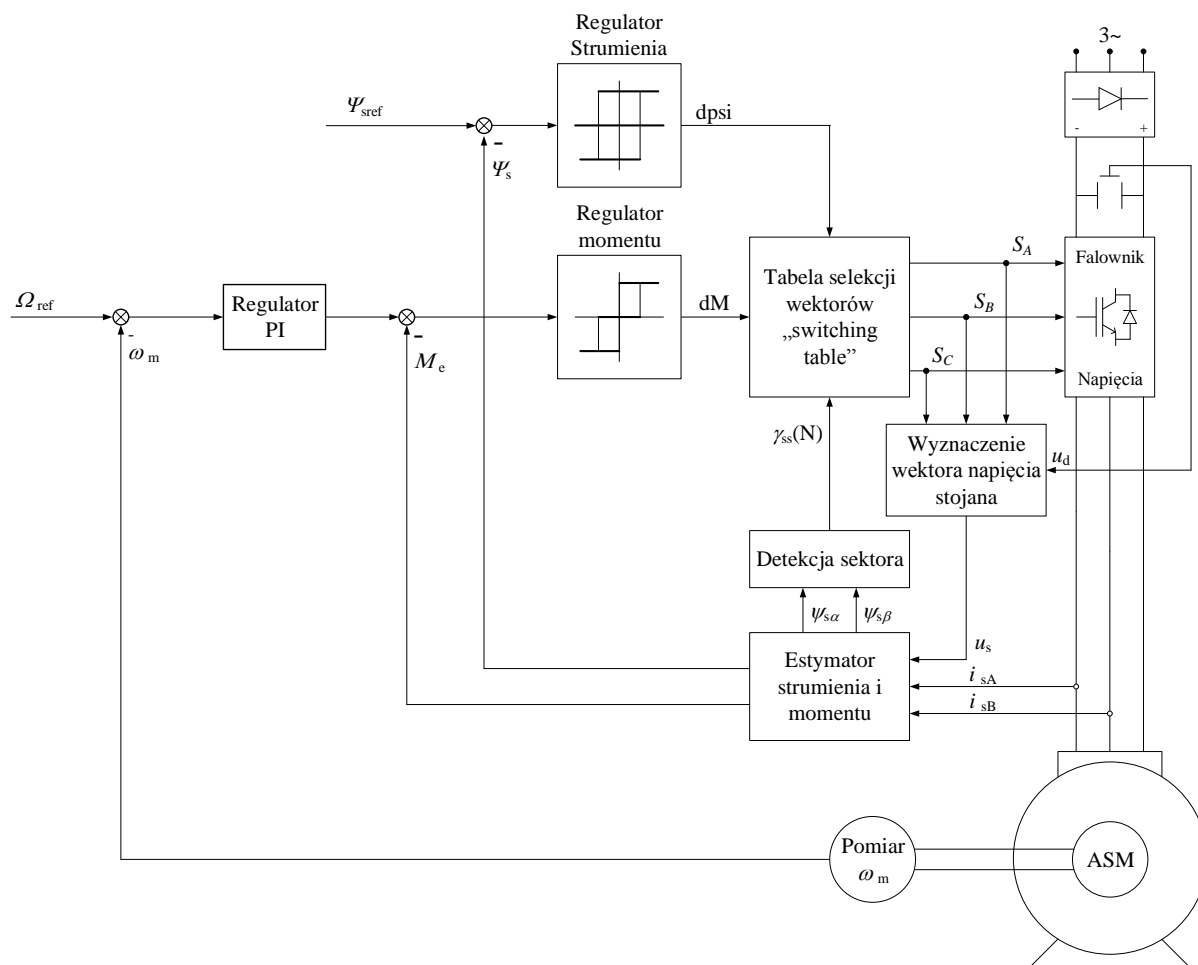 Regulator
Strumienia
3~
Ψsref
dpsi
-
+
-
Ψs
Regulator
momentu
SA
Falownik
Tabela selekcji
wektorów
„switching
table”
Ωref
Regulator
PI
dM
SB
-
ωm
-
Me
SC
Napięcia
γss(N)
Wyznaczenie
wektora napięcia
stojana
ud
Detekcja sektora
ψsα
ψsβ
us
Estymator
strumienia i
momentu
i sA
i sB
Pomiar
ωm
ASM